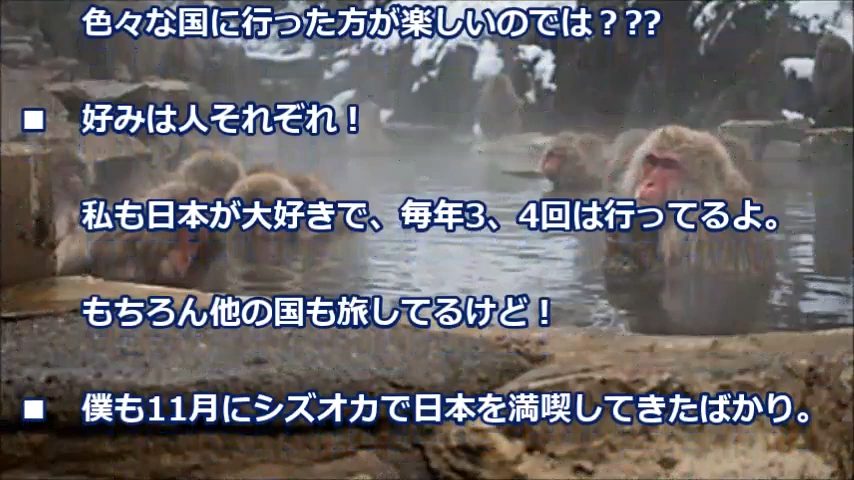 色々な国に行った方が楽しいのでは？??
■ 好みは人それぞれ！
私も日本が大好きで、毎年3、4回は行ってるよ。
もちろん他の国も旅してるけど！
■ 僕も11月にシズオカで日本を満喫してきたばかり。